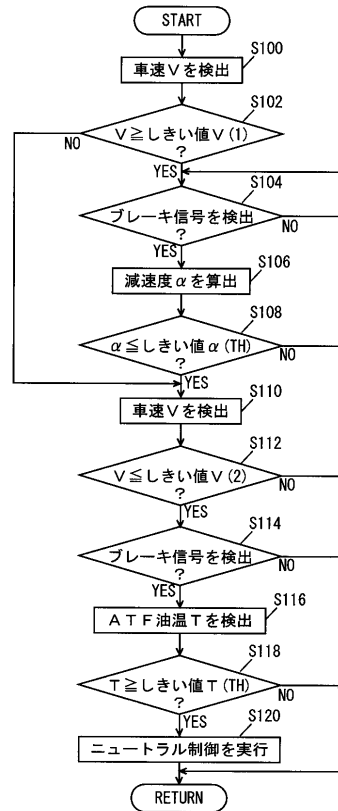 START
S100
車速Vを検出
S102
V≧しきい値V(1)
?
NO
YES
S104
ブレーキ信号を検出
?
NO
YES
S106
減速度αを算出
S108
α≦しきい値α(TH)
?
NO
YES
S110
車速Vを検出
S112
V≦しきい値V(2)
?
NO
YES
S114
ブレーキ信号を検出
?
NO
YES
S116
ATF油温Tを検出
S118
T≧しきい値T(TH)
?
NO
YES
S120
ニュートラル制御を実行
RETURN